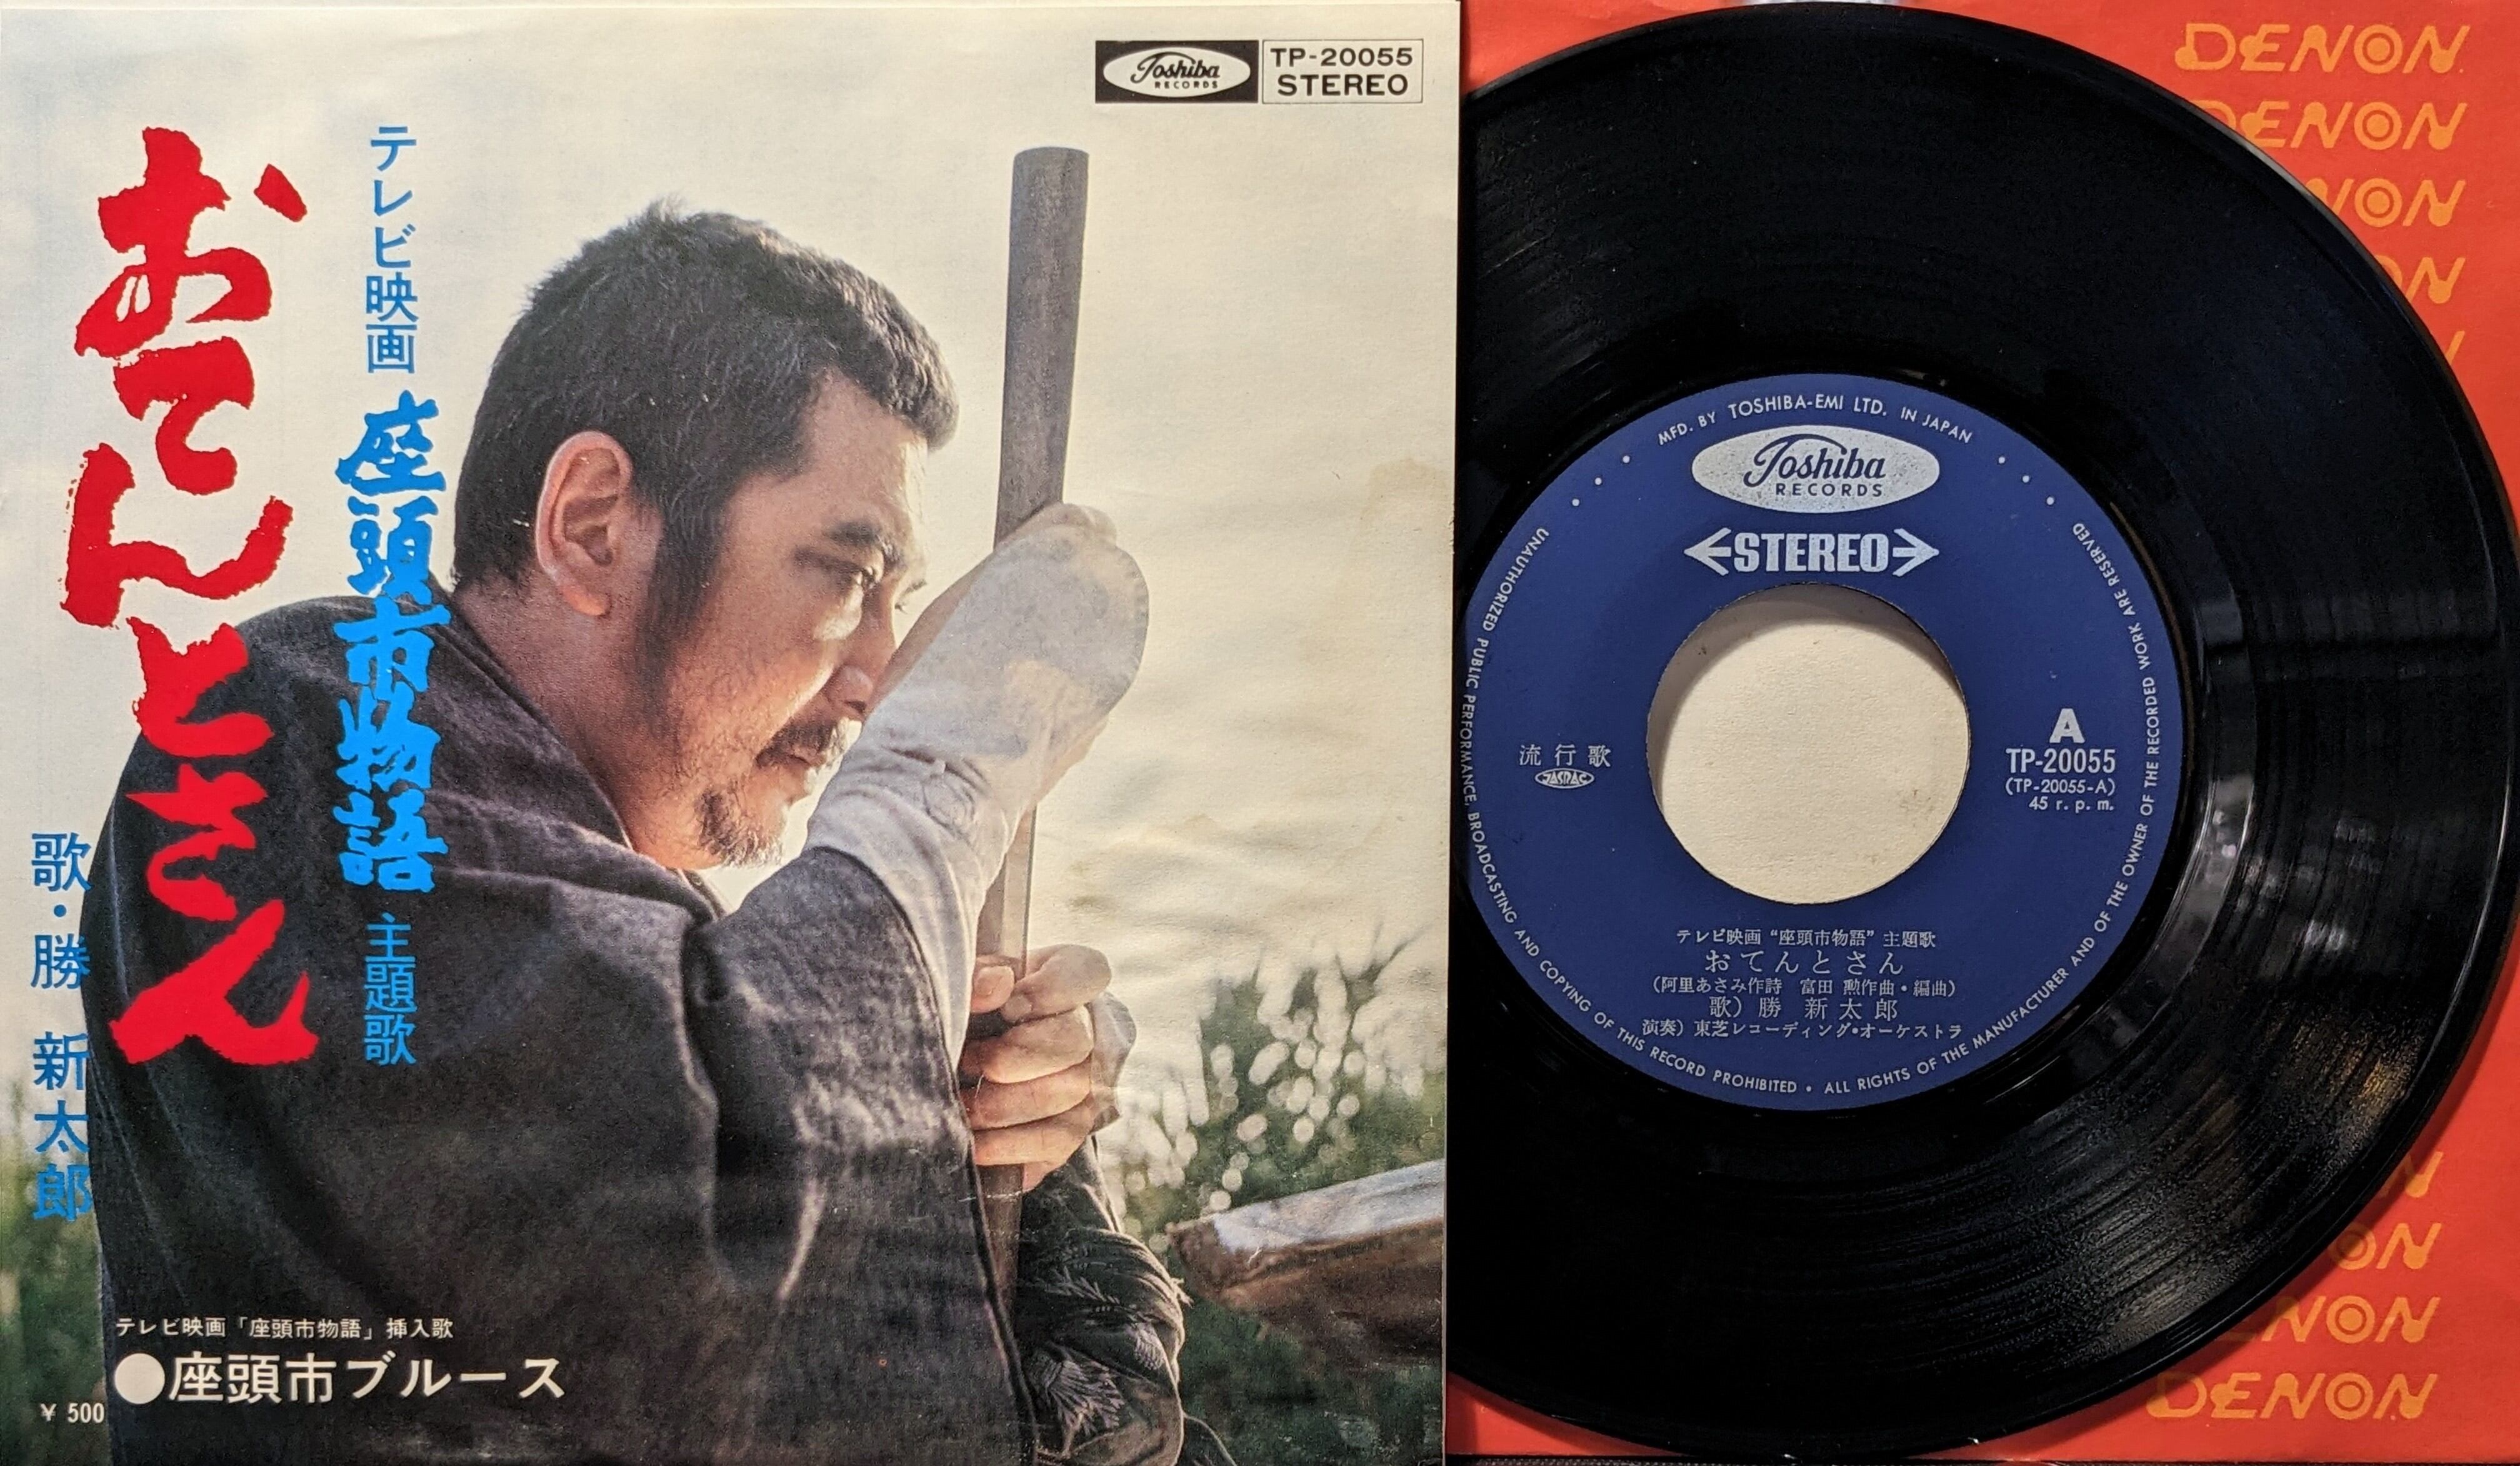 Toshiba
RECORDS
TP-20055
STEREO
テレビ映画 座頭市物語 主題歌
おてんとさん
歌・勝 新太郎
テレビ映画「座頭市物語」挿入歌
●座頭市ブルース
¥ 500
MFD. BY TOSHIBA-EMI LTD. IN JAPAN
Toshiba
RECORDS
STEREO
流行歌
JASRAC
A
TP-20055
(TP-20055-A)
45 r.p.m.
テレビ映画“座頭市物語”主題歌
おてんとさん
(阿里あさみ作詩 富田 勲作曲・編曲)
歌) 勝 新太郎
演奏) 東芝レコーディング・オーケストラ
UNAUTHORIZED PUBLIC PERFORMANCE, BROADCASTING AND COPYING OF THIS RECORD PROHIBITED • ALL RIGHTS OF THE MANUFACTURER AND OF THE OWNER OF THE RECORDED WORK ARE RESERVED
DENON
DENON
NON
ON
N
N
ON
NON
DENON